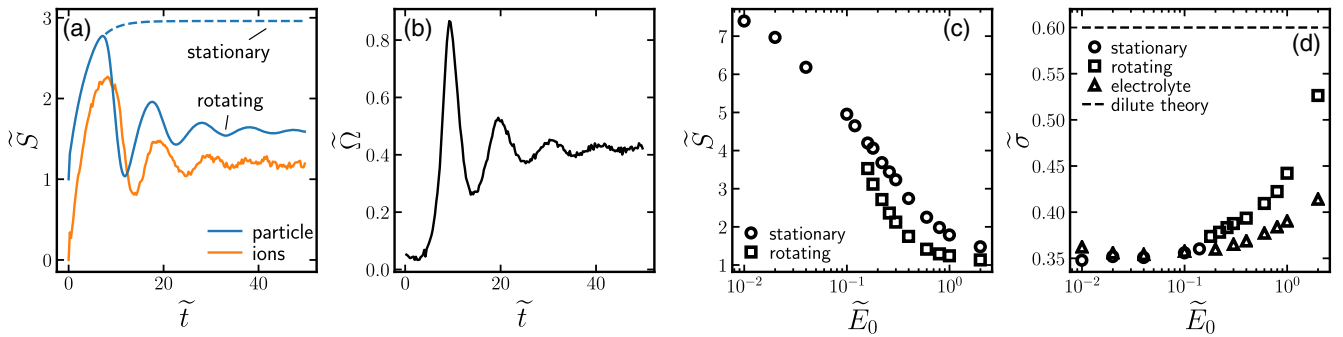 (a)
stationary
rotating
particle
ions
S̃
3
2
1
0
0
20
40
t̃
(b)
Ω̃
0.8
0.6
0.4
0.2
0.0
0
20
40
t̃
(c)
stationary
rotating
S̃
7
6
5
4
3
2
1
10⁻²
10⁻¹
10⁰
Ẽ₀
(d)
stationary
rotating
electrolyte
dilute theory
σ̃
0.60
0.55
0.50
0.45
0.40
0.35
10⁻²
10⁻¹
10⁰
Ẽ₀